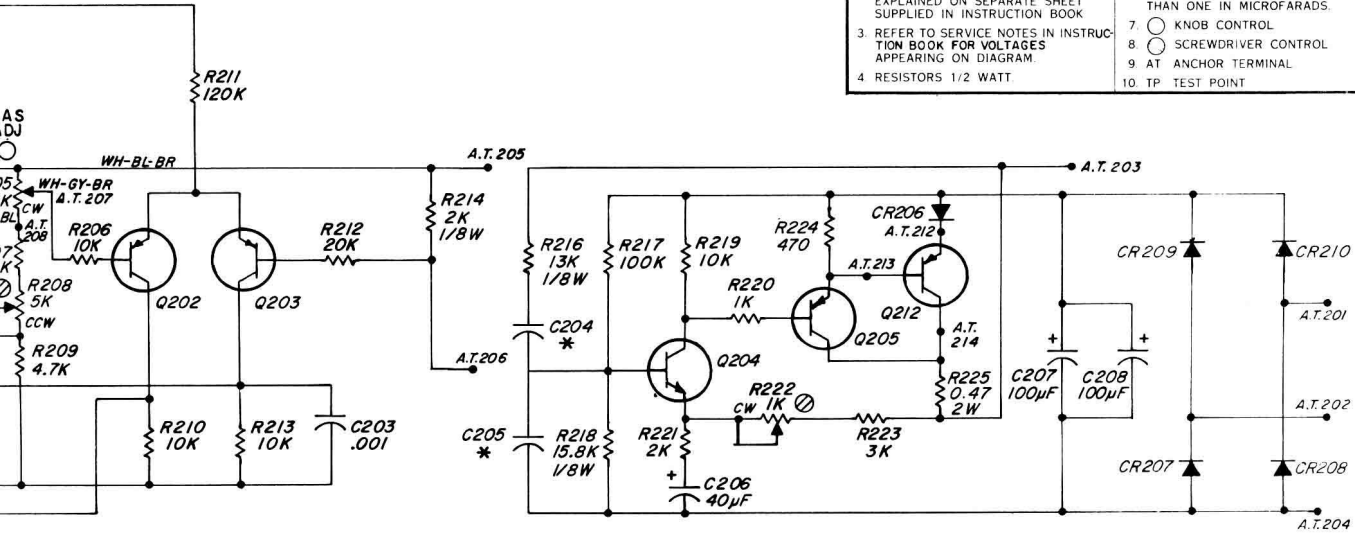 EXPLAINED ON SEPARATE SHEET
SUPPLIED IN INSTRUCTION BOOK
3. REFER TO SERVICE NOTES IN INSTRUC-
TION BOOK FOR VOLTAGES
APPEARING ON DIAGRAM.
4 RESISTORS 1/2 WATT
THAN ONE IN MICROFARADS.
7. KNOB CONTROL
8. SCREWDRIVER CONTROL
9. AT ANCHOR TERMINAL
10. TP TEST POINT
R211
120K
AS
DJ
WH-BL-BR
A.T. 205
A.T. 203
05
K
WH-GY-BR
A.T. 207
CW
BL
A.T.
208
07
K
R206
10K
R208
5K
CCW
R209
4.7K
Q202
Q203
R212
20K
R214
2K
1/8W
A.T.206
R210
10K
R213
10K
C203
.001
R216
13K
1/8W
C204
*
C205
*
R217
100K
R218
15.8K
1/8W
R219
10K
R220
1K
Q204
R221
2K
C206
40μF
CW
R222
1K
R223
3K
R224
470
CR206
A.T.212
A.T.213
Q205
Q212
A.T.
214
R225
0.47
2W
C207
100μF
C208
100μF
CR209
CR210
A.T.201
A.T.202
CR207
CR208
A.T.204